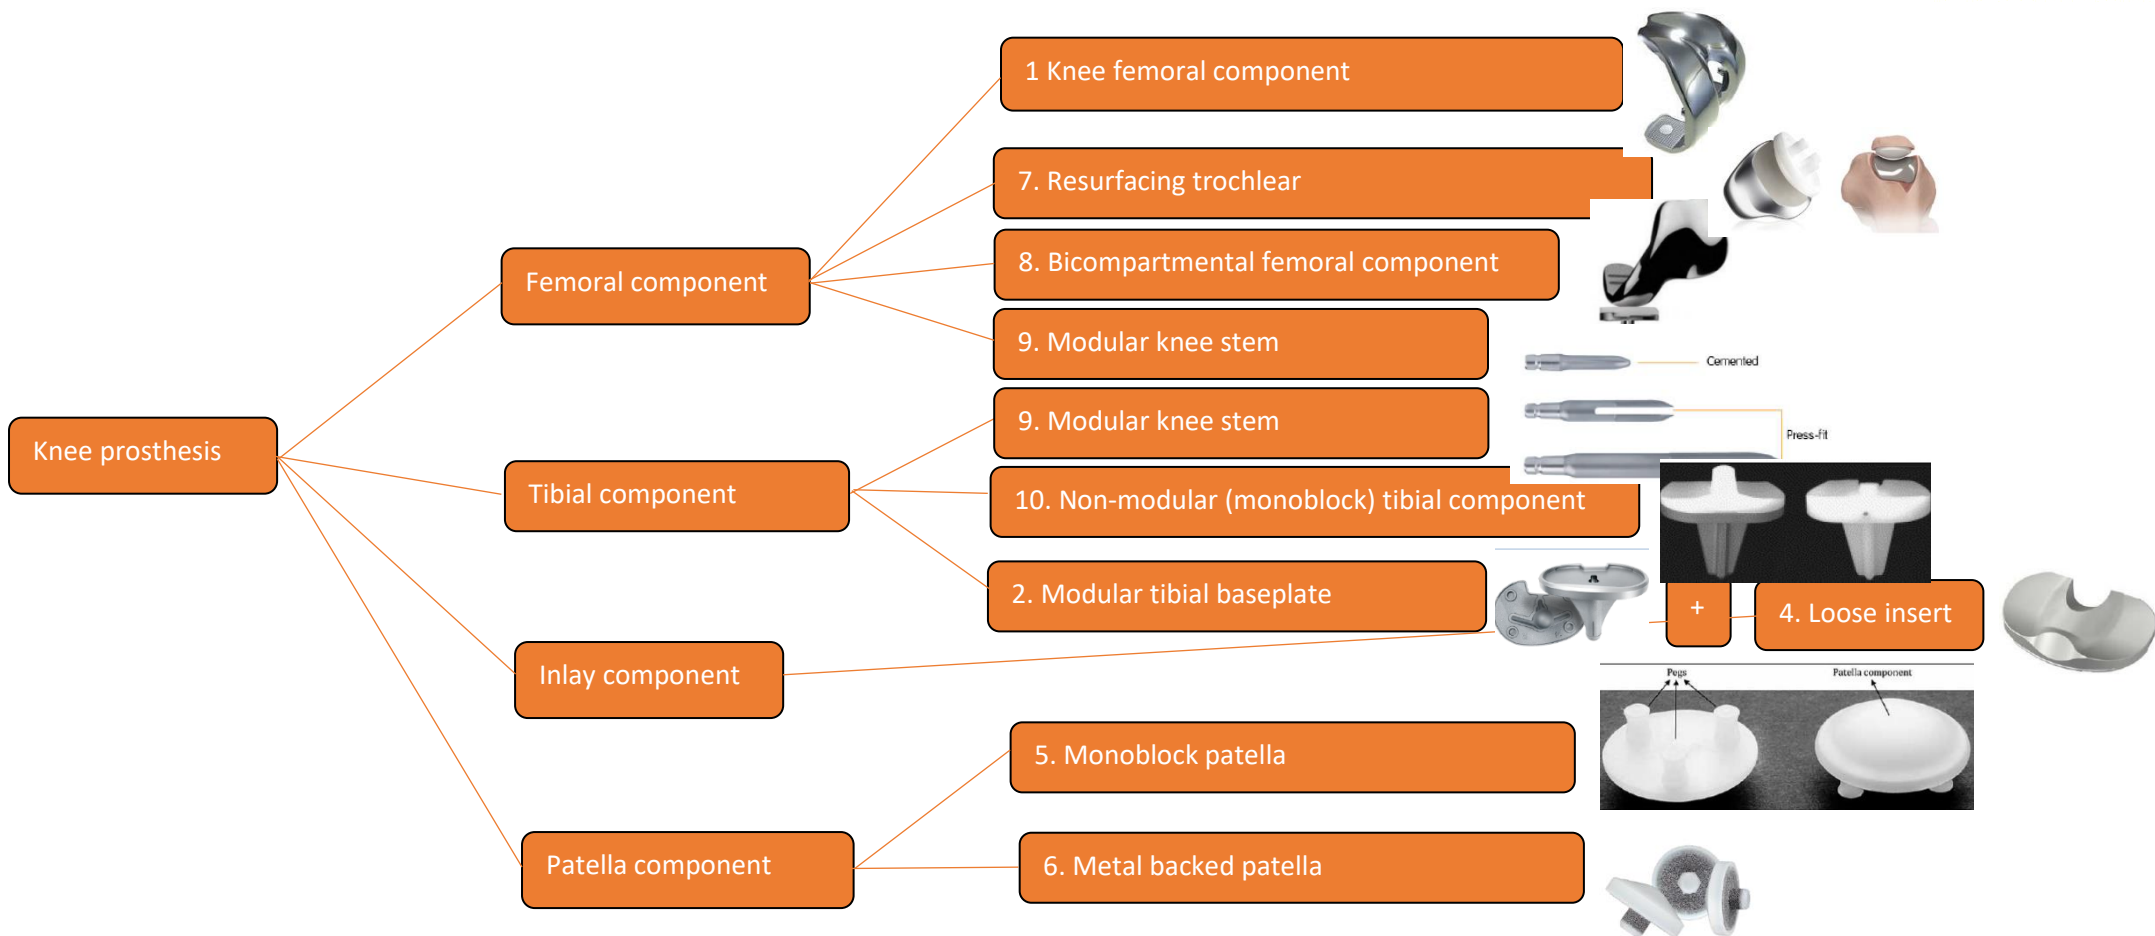 1 Knee femoral component
7. Resurfacing trochlear
8. Bicompartmental femoral component
Femoral component
9. Modular knee stem
Cemented
9. Modular knee stem
Press-fit
Knee prosthesis
Tibial component
10. Non-modular (monoblock) tibial component
2. Modular tibial baseplate
+
4. Loose insert
Inlay component
Pegs
Patella component
5. Monoblock patella
Patella component
6. Metal backed patella